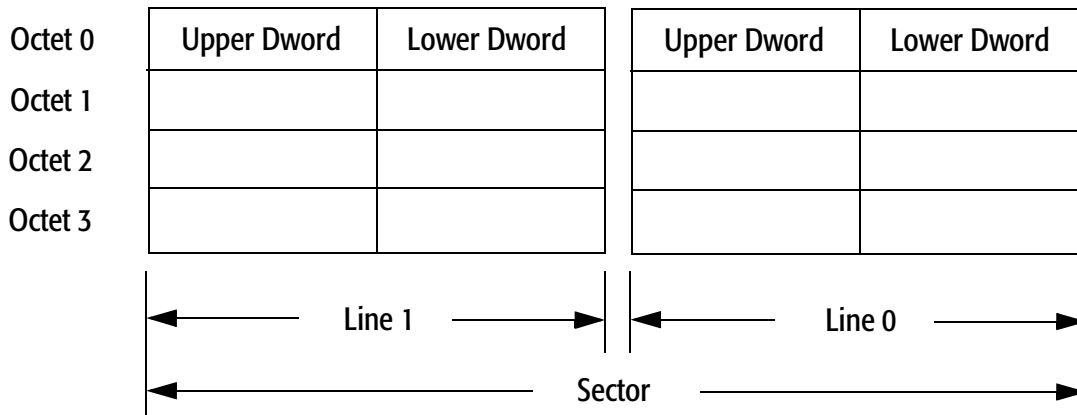 Octet 0 Upper Dword Lower Dword Upper Dword Lower Dword
Octet 1
Octet 2
Octet 3
Line 1 Line 0
Sector